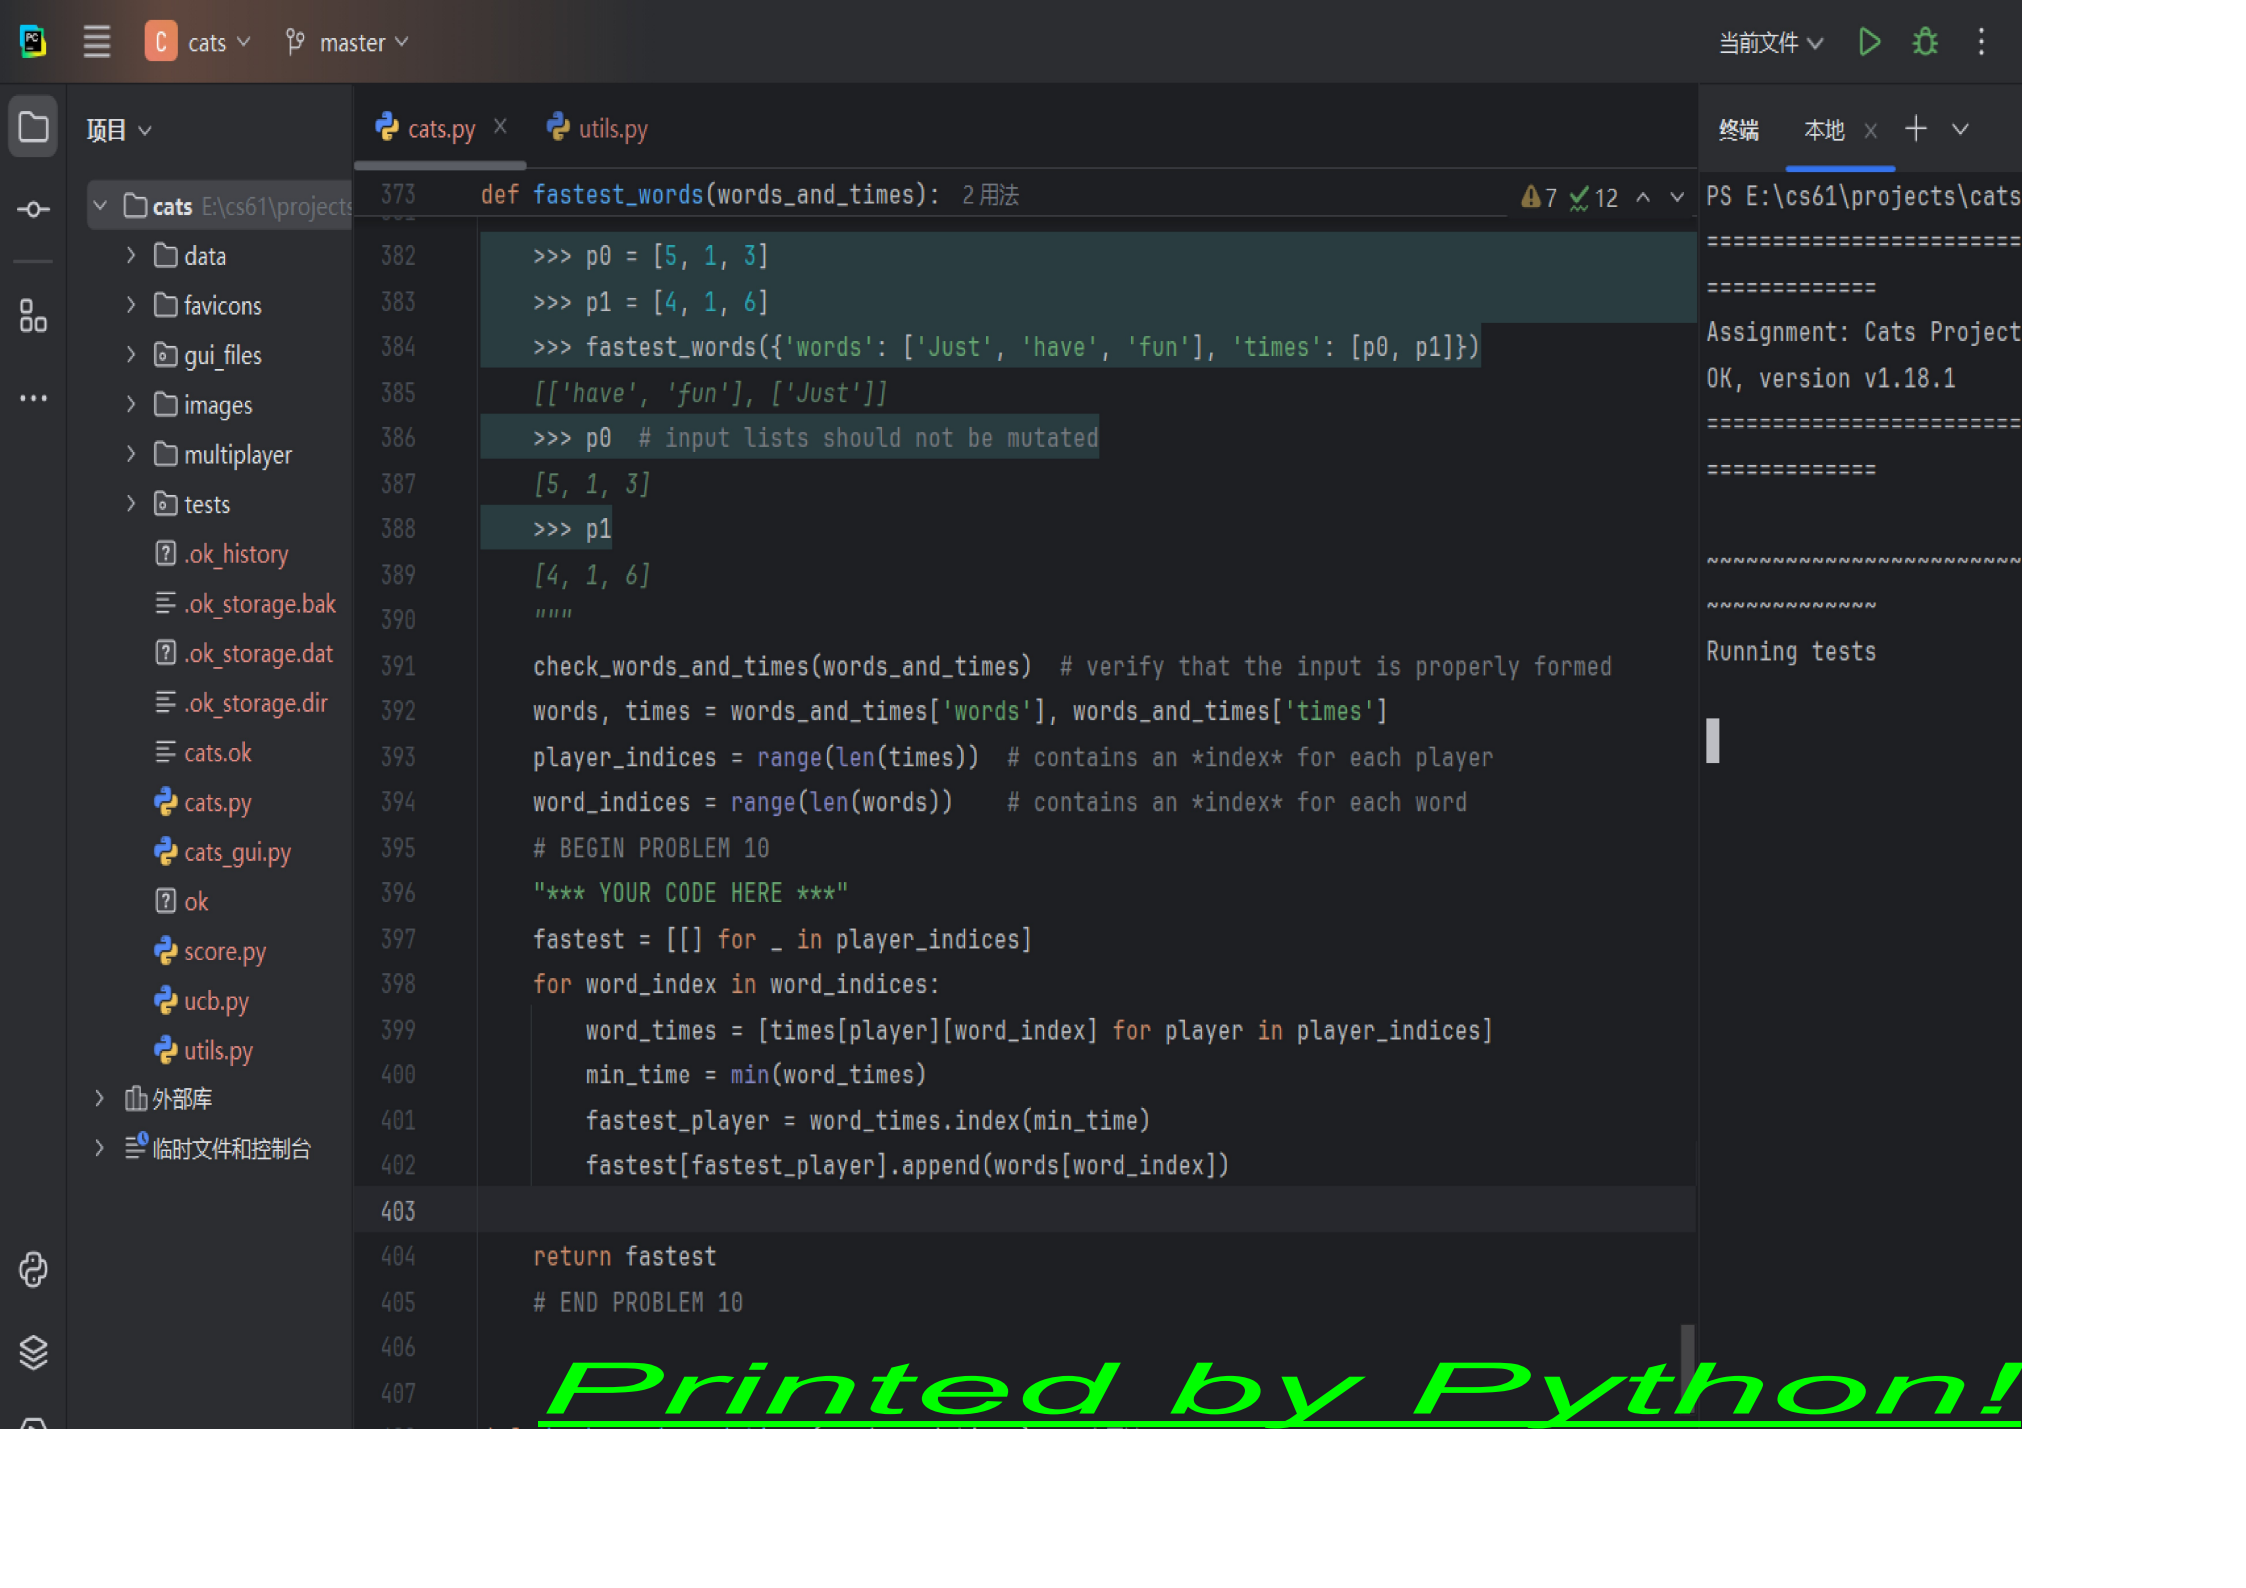 PC
C cats master 当前文件
项目
cats.py utils.py
终端 本地
cats E:\cs61\projects
data
favicons
gui_files
images
multiplayer
tests
.ok_history
.ok_storage.bak
.ok_storage.dat
.ok_storage.dir
cats.ok
cats.py
cats_gui.py
ok
score.py
ucb.py
utils.py
外部库
临时文件和控制台
373 def fastest_words(words_and_times): 2 用法
7 12
382 >>> p0 = [5, 1, 3]
383 >>> p1 = [4, 1, 6]
384 >>> fastest_words({'words': ['Just', 'have', 'fun'], 'times': [p0, p1]})
385 [['have', 'fun'], ['Just']]
386 >>> p0  # input lists should not be mutated
387 [5, 1, 3]
388 >>> p1
389 [4, 1, 6]
390 """
391 check_words_and_times(words_and_times)  # verify that the input is properly formed
392 words, times = words_and_times['words'], words_and_times['times']
393 player_indices = range(len(times))  # contains an *index* for each player
394 word_indices = range(len(words))    # contains an *index* for each word
395 # BEGIN PROBLEM 10
396 "*** YOUR CODE HERE ***"
397 fastest = [[] for _ in player_indices]
398 for word_index in word_indices:
399 word_times = [times[player][word_index] for player in player_indices]
400 min_time = min(word_times)
401 fastest_player = word_times.index(min_time)
402 fastest[fastest_player].append(words[word_index])
403
404 return fastest
405 # END PROBLEM 10
406
407
PS E:\cs61\projects\cats
========================
=============
Assignment: Cats Project
OK, version v1.18.1
========================
=============
~~~~~~~~~~~~~~~~~~~~~~~~
~~~~~~~~~~~~~
Running tests
Printed by Python!